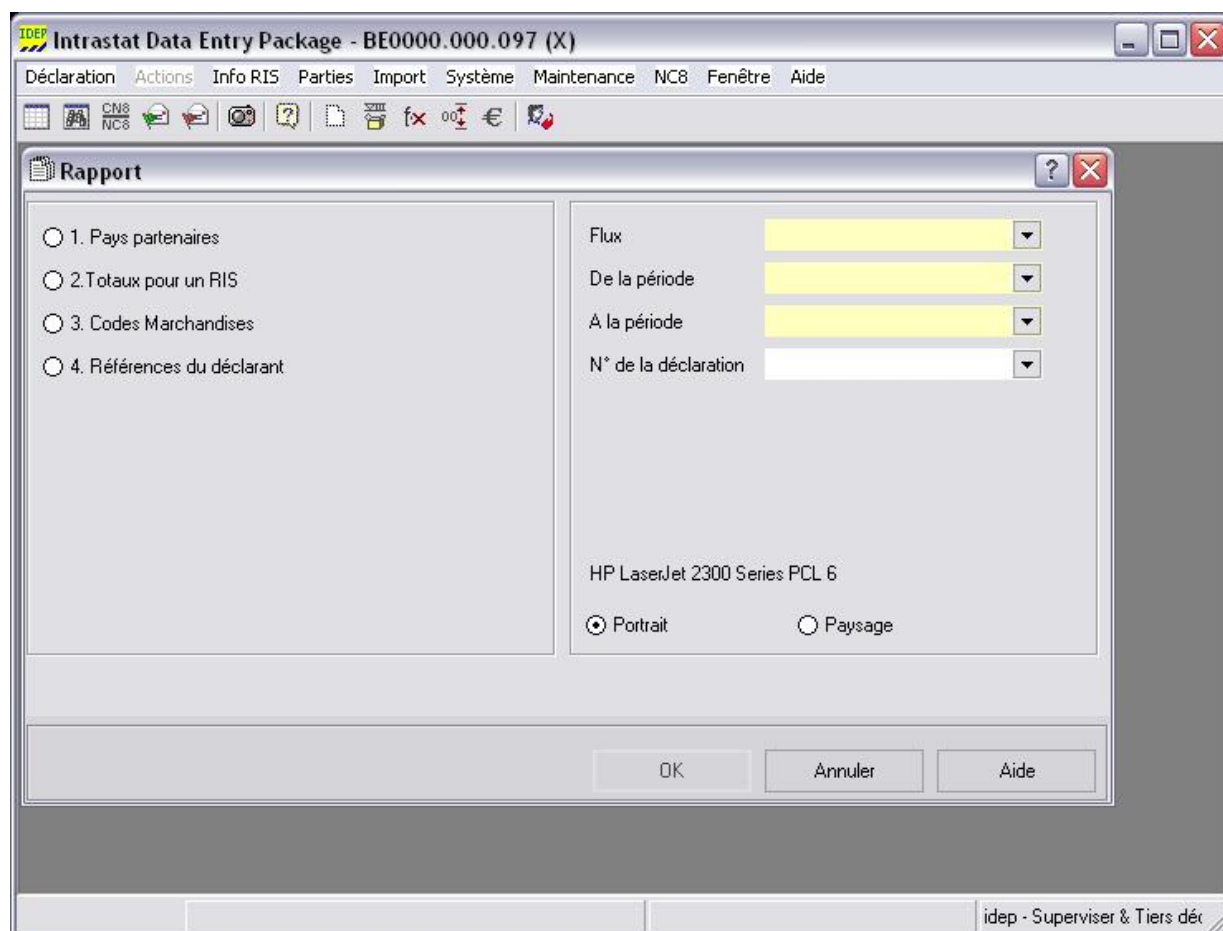 IDEP Intrastat Data Entry Package - BE0000.000.097 (X)
Déclaration Actions Info RIS Parties Import Système Maintenance NC8 Fenêtre Aide
CN8
NC8
Rapport
1. Pays partenaires
2.Totaux pour un RIS
3. Codes Marchandises
4. Références du déclarant
Flux
De la période
A la période
N° de la déclaration
HP LaserJet 2300 Series PCL 6
Portrait Paysage
OK Annuler Aide
idep - Superviser & Tiers déc